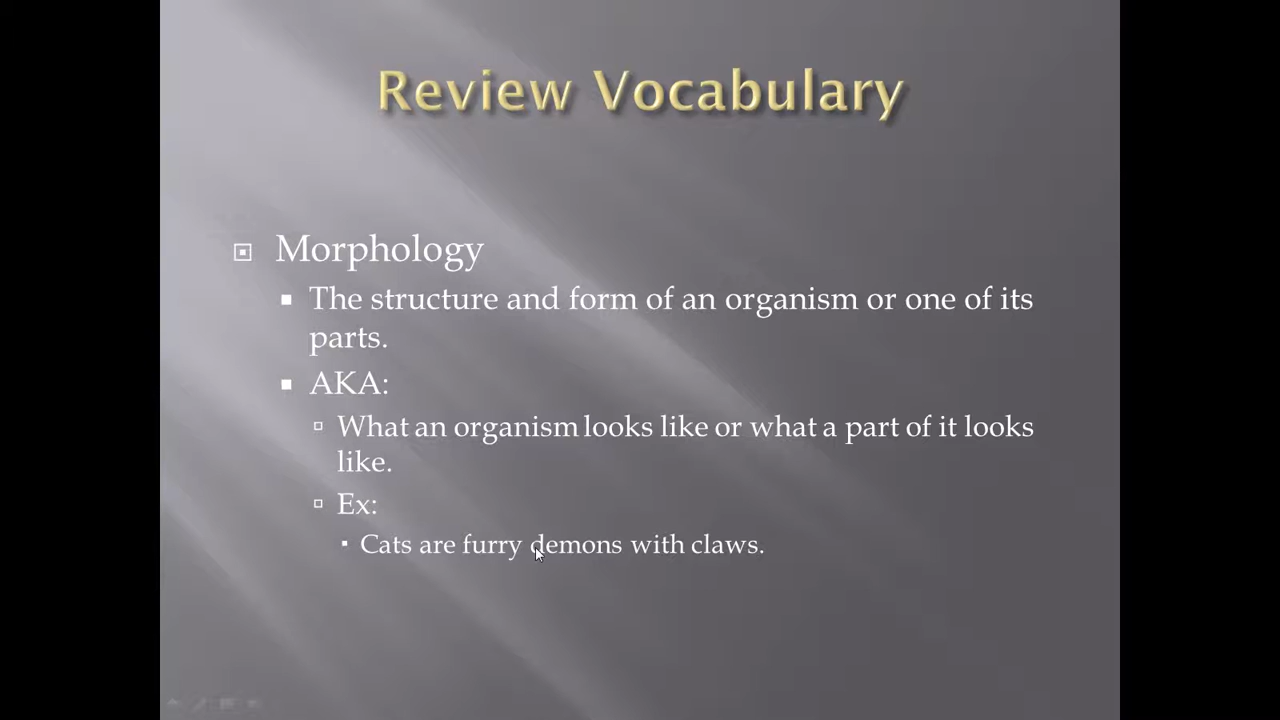 Review Vocabulary
Morphology
The structure and form of an organism or one of its
parts.
AKA:
What an organism looks like or what a part of it looks
like.
Ex:
Cats are furry demons with claws.